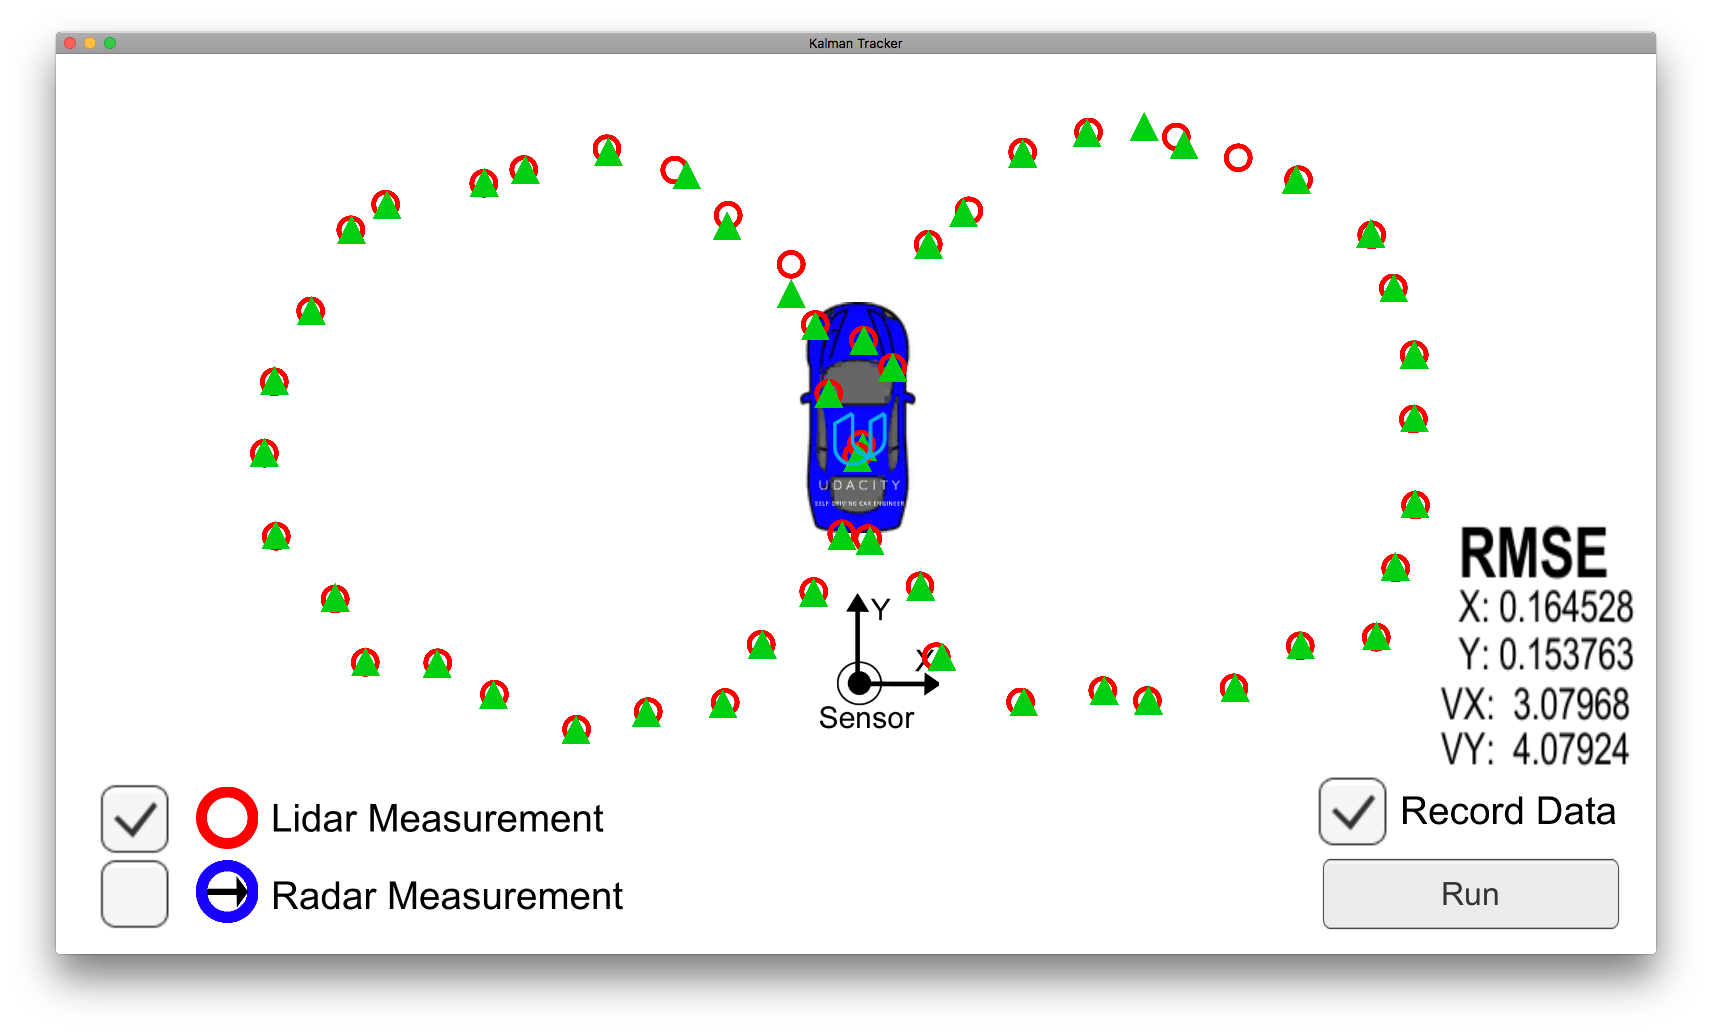 Kalman Tracker
UDACITY
SELF-DRIVING CAR ENGINEER
RMSE
X: 0.164528
Y: 0.153763
VX: 3.07968
VY: 4.07924
Y
X
Sensor
Lidar Measurement
Radar Measurement
Record Data
Run